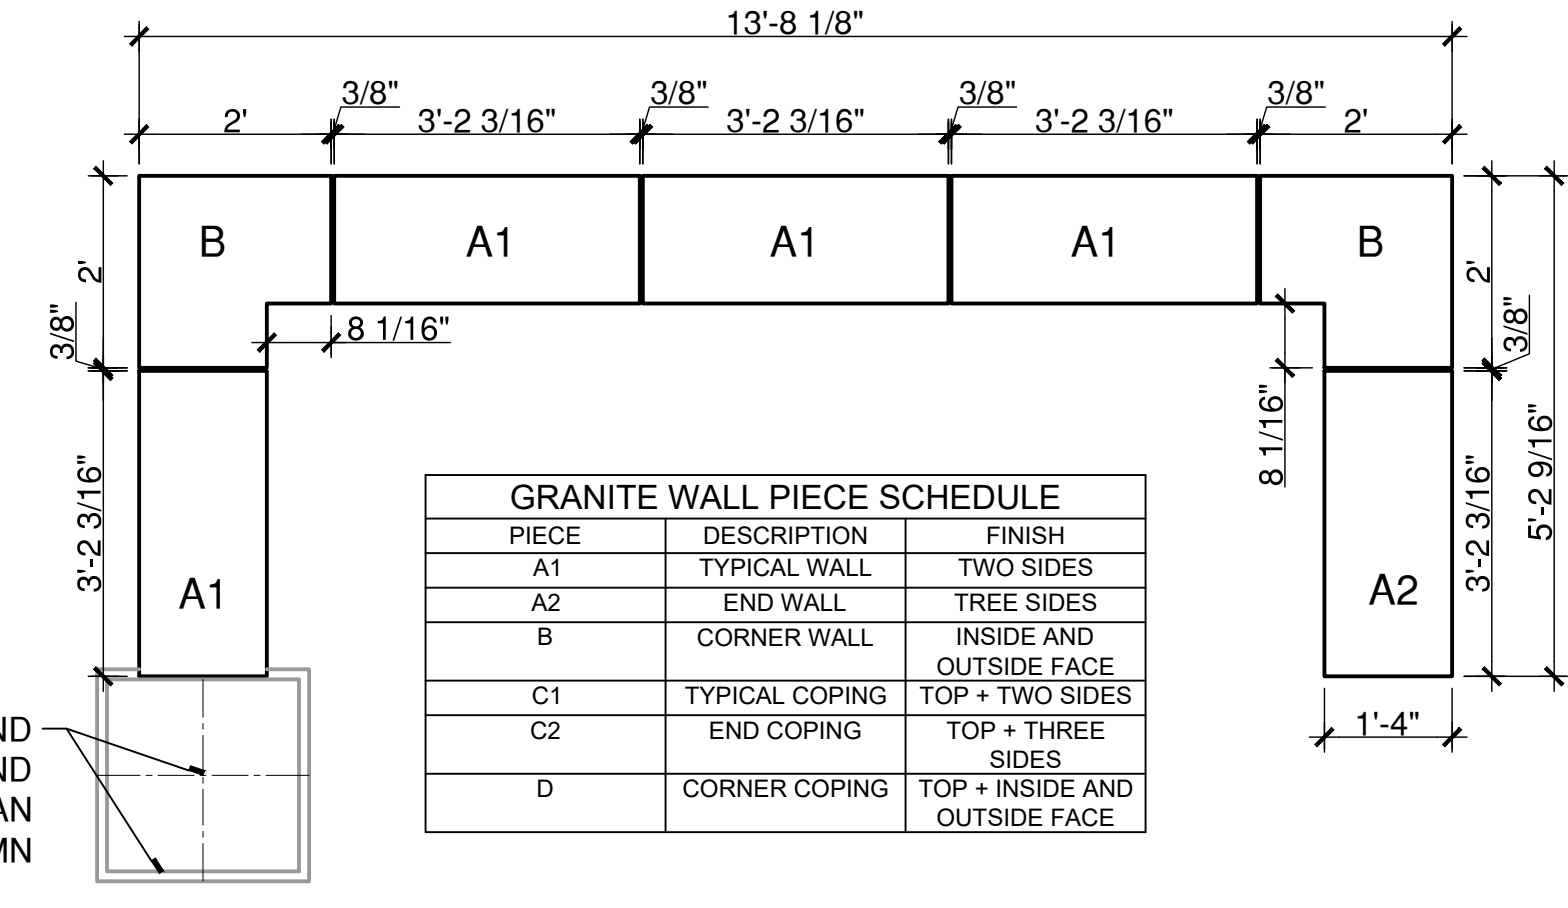 13'-8 1/8"
3/8" 3/8" 3/8" 3/8"
2' 3'-2 3/16" 3'-2 3/16" 3'-2 3/16" 2'
B A1 A1 A1 B
2' 2'
3/8" 8 1/16" 3/8"
8 1/16"
3'-2 3/16" 3'-2 3/16" 5'-2 9/16"
A1 A2
1'-4"
GRANITE WALL PIECE SCHEDULE
PIECE DESCRIPTION FINISH
A1 TYPICAL WALL TWO SIDES
A2 END WALL TREE SIDES
B CORNER WALL INSIDE AND
OUTSIDE FACE
C1 TYPICAL COPING TOP + TWO SIDES
C2 END COPING TOP + THREE
SIDES
D CORNER COPING TOP + INSIDE AND
OUTSIDE FACE
ND
ND
AN
MN